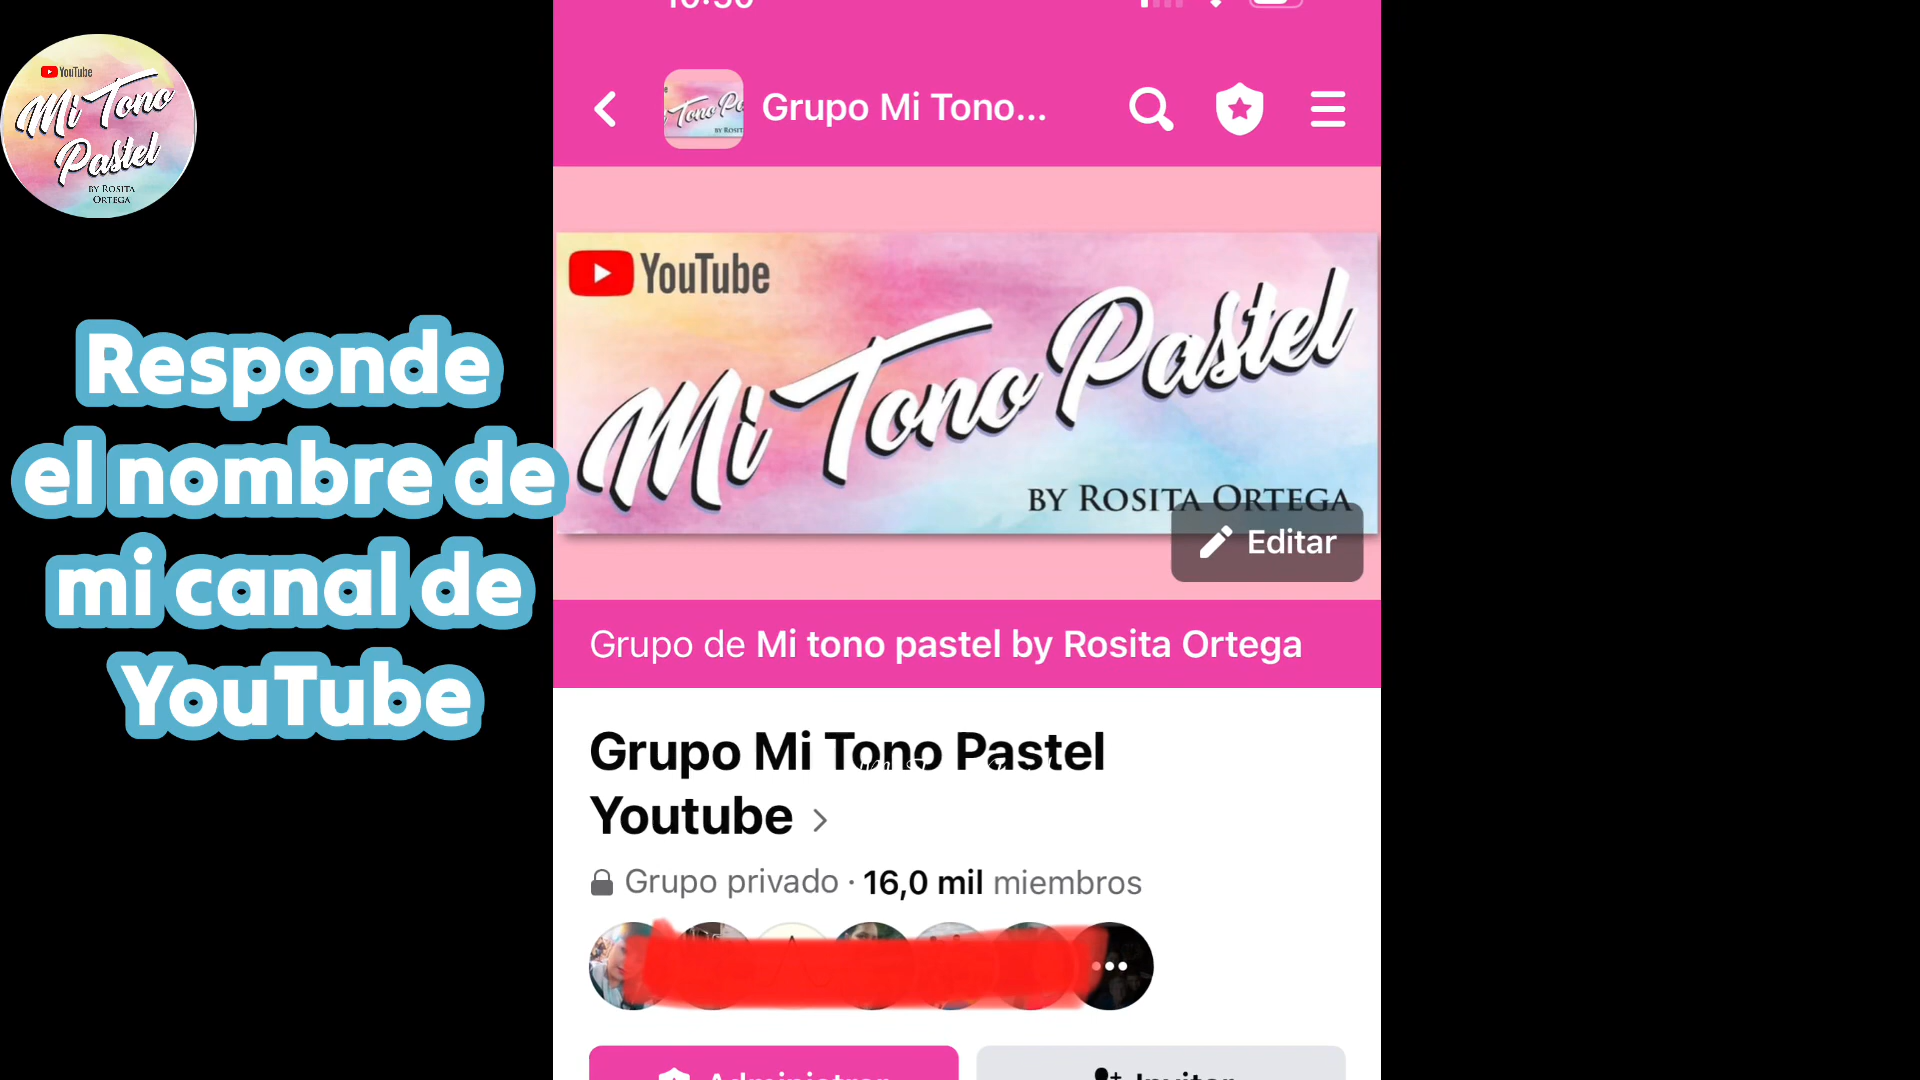 YouTube
Mi Tono
Pastel
BY ROSITA
ORTEGA
Responde
el nombre de
mi canal de
YouTube
Grupo Mi Tono...
YouTube
Mi Tono Pastel
BY ROSITA ORTEGA
Editar
Grupo de Mi tono pastel by Rosita Ortega
Grupo Mi Tono Pastel
Youtube >
Grupo privado · 16,0 mil miembros
Administrar
Invitar